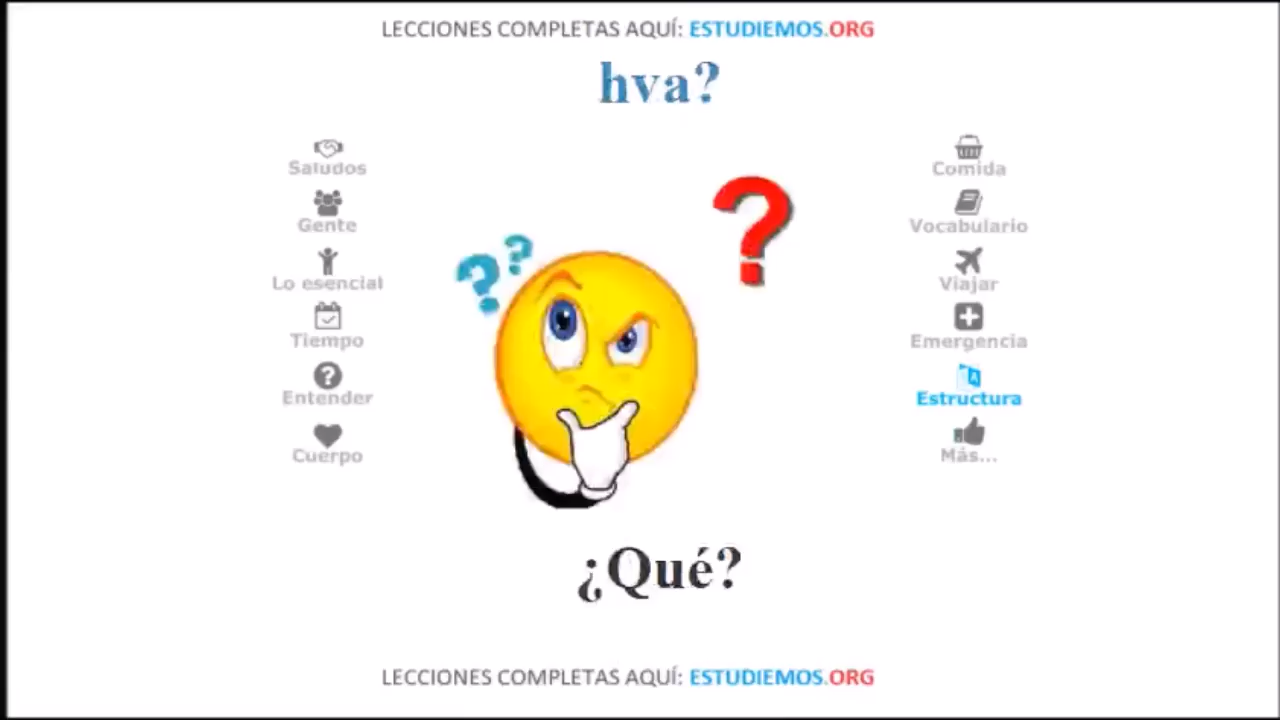 LECCIONES COMPLETAS AQUÍ: ESTUDIEMOS.ORG
hva?
Saludos
Gente
Lo esencial
Tiempo
Entender
Cuerpo
Comida
Vocabulario
Viajar
Emergencia
Estructura
Más...
¿Qué?
LECCIONES COMPLETAS AQUÍ: ESTUDIEMOS.ORG